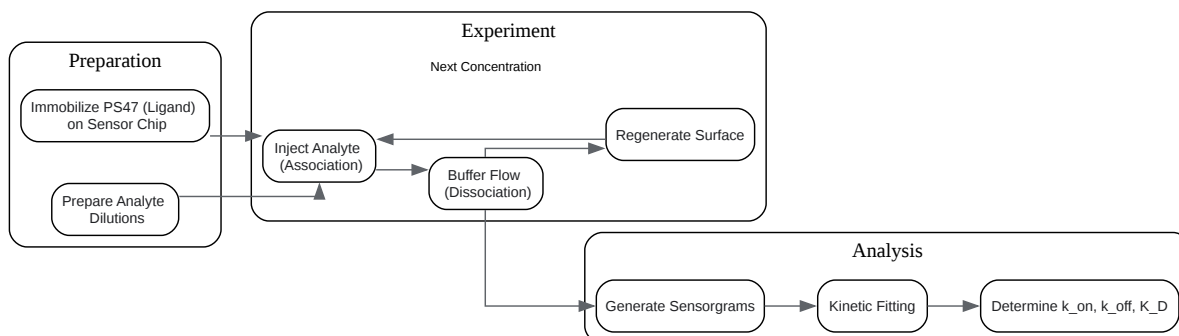 Preparation
Immobilize PS47 (Ligand)
on Sensor Chip
Prepare Analyte
Dilutions
Experiment
Next Concentration
Inject Analyte
(Association)
Buffer Flow
(Dissociation)
Regenerate Surface
Analysis
Generate Sensorgrams
Kinetic Fitting
Determine k_on, k_off, K_D